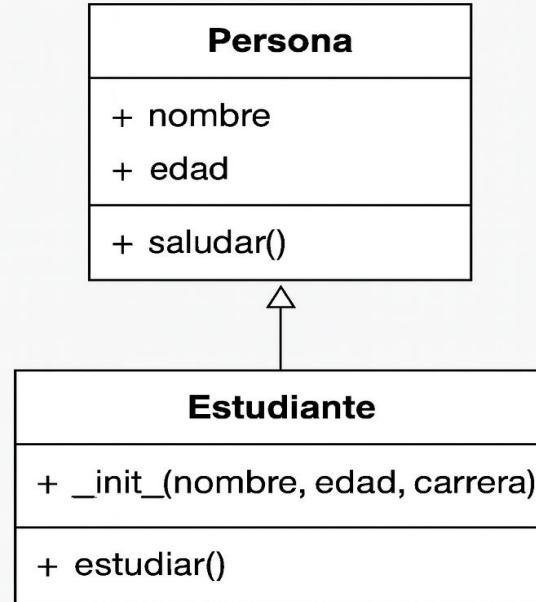 Persona
+ nombre
+ edad
+ saludar()
Estudiante
+ _init_(nombre, edad, carrera)
+ estudiar()